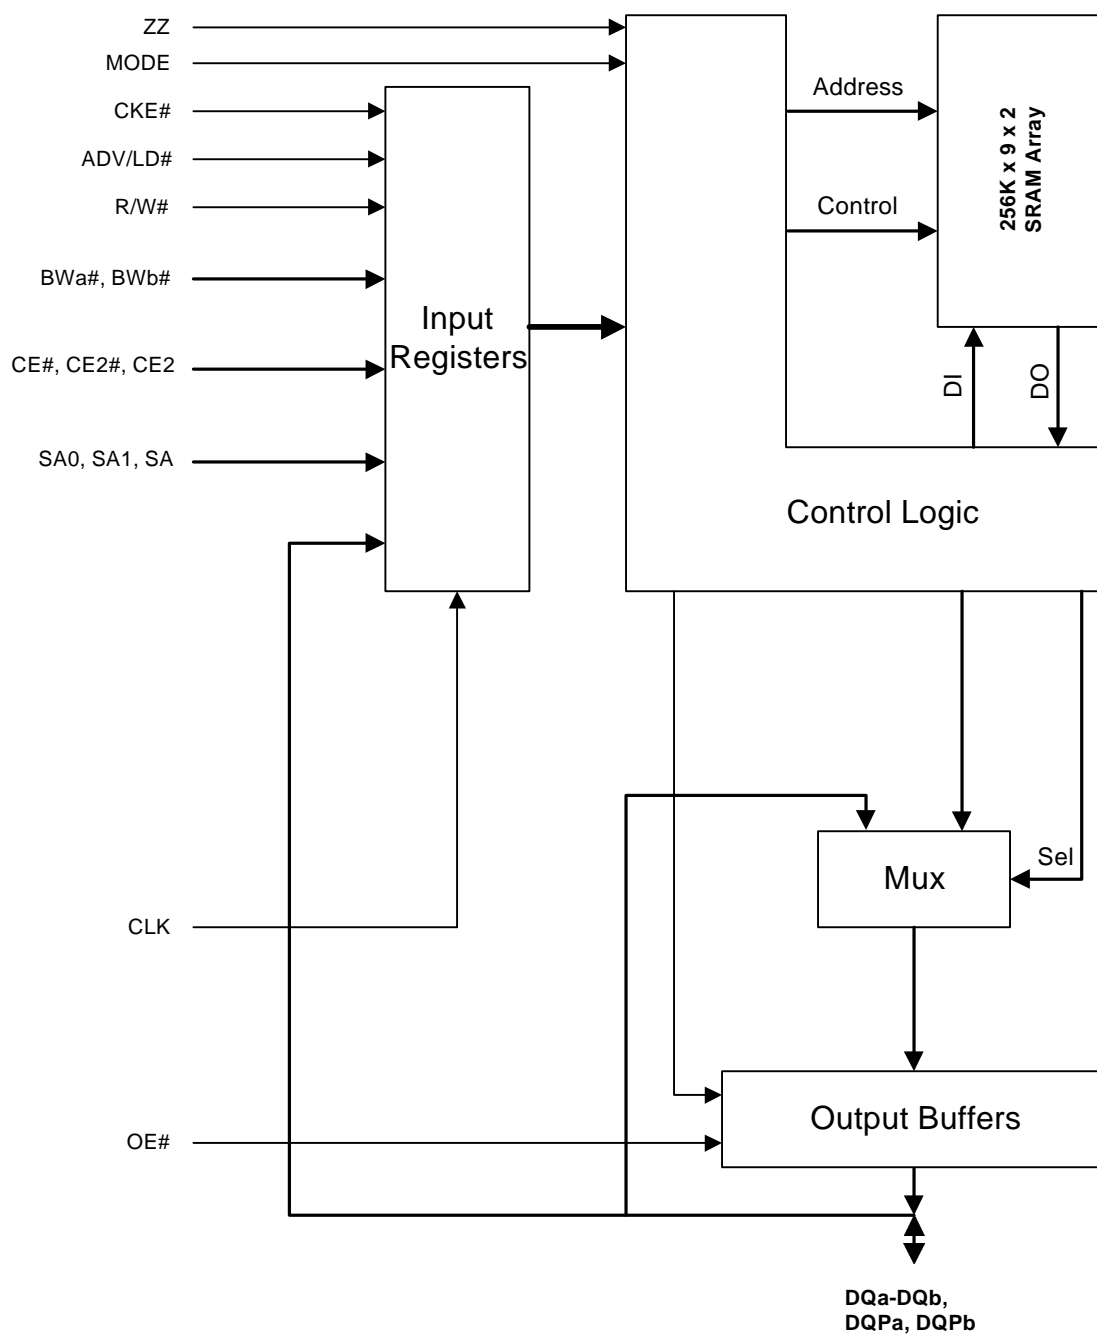 ZZ
MODE
CKE#
ADV/LD#
R/W#
BWa#, BWb#
CE#, CE2#, CE2
SA0, SA1, SA
Input
Registers
Address
Control
256K x 9 x 2
SRAM Array
DI
DO
Control Logic
Mux
Sel
CLK
Output Buffers
OE#
DQa-DQb,
DQPa, DQPb